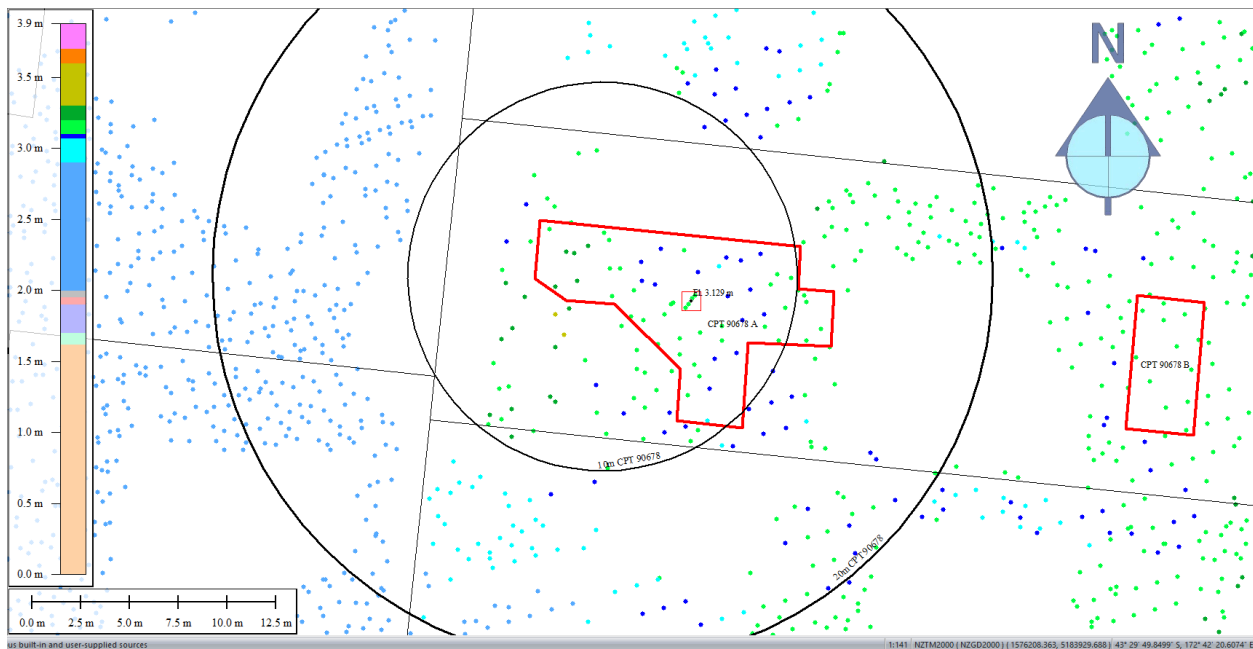 3.9 m
3.5 m
3.0 m
2.5 m
2.0 m
1.5 m
1.0 m
0.5 m
0.0 m
N
EL 3.129 m
CPT 90678 A
CPT 90678 B
10m CPT 90678
20m CPT 90678
0.0 m 2.5 m 5.0 m 7.5 m 10.0 m 12.5 m
us built-in and user-supplied sources
1:141 NZTM2000 ( NZGD2000 ) ( 1576208.363, 5183929.688 ) 43° 29' 49.8499" S, 172° 42' 20.6074" E